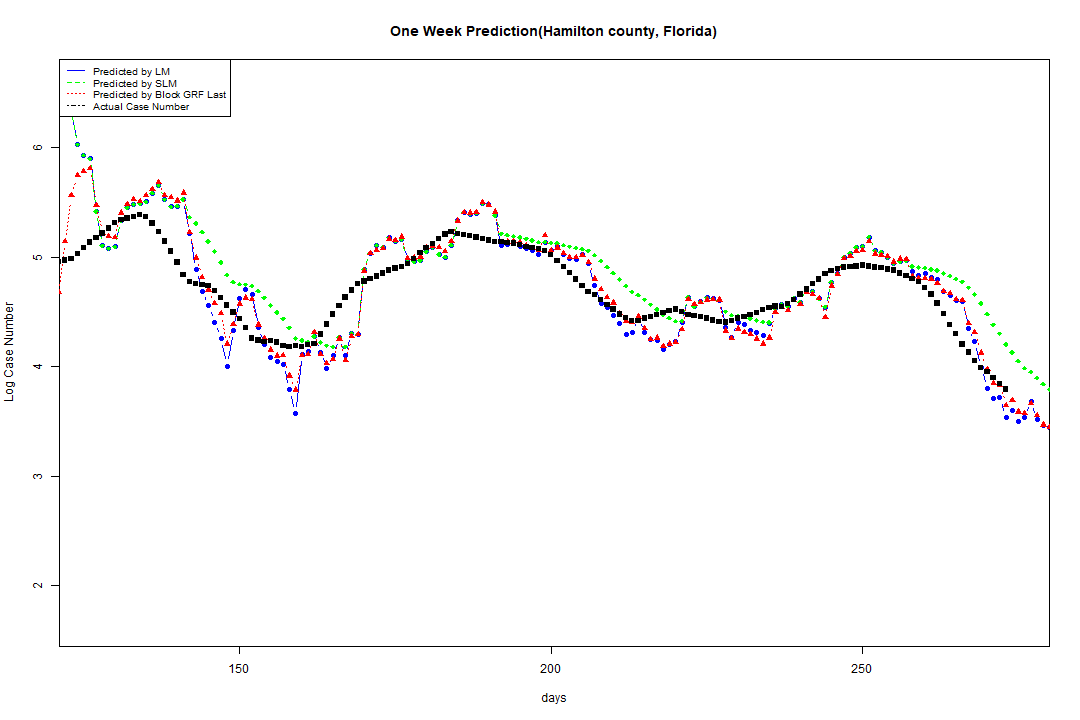 One Week Prediction(Hamilton county, Florida)
Predicted by LM
Predicted by SLM
Predicted by Block GRF Last
Actual Case Number
6
5
4
3
2
Log Case Number
150
200
250
days